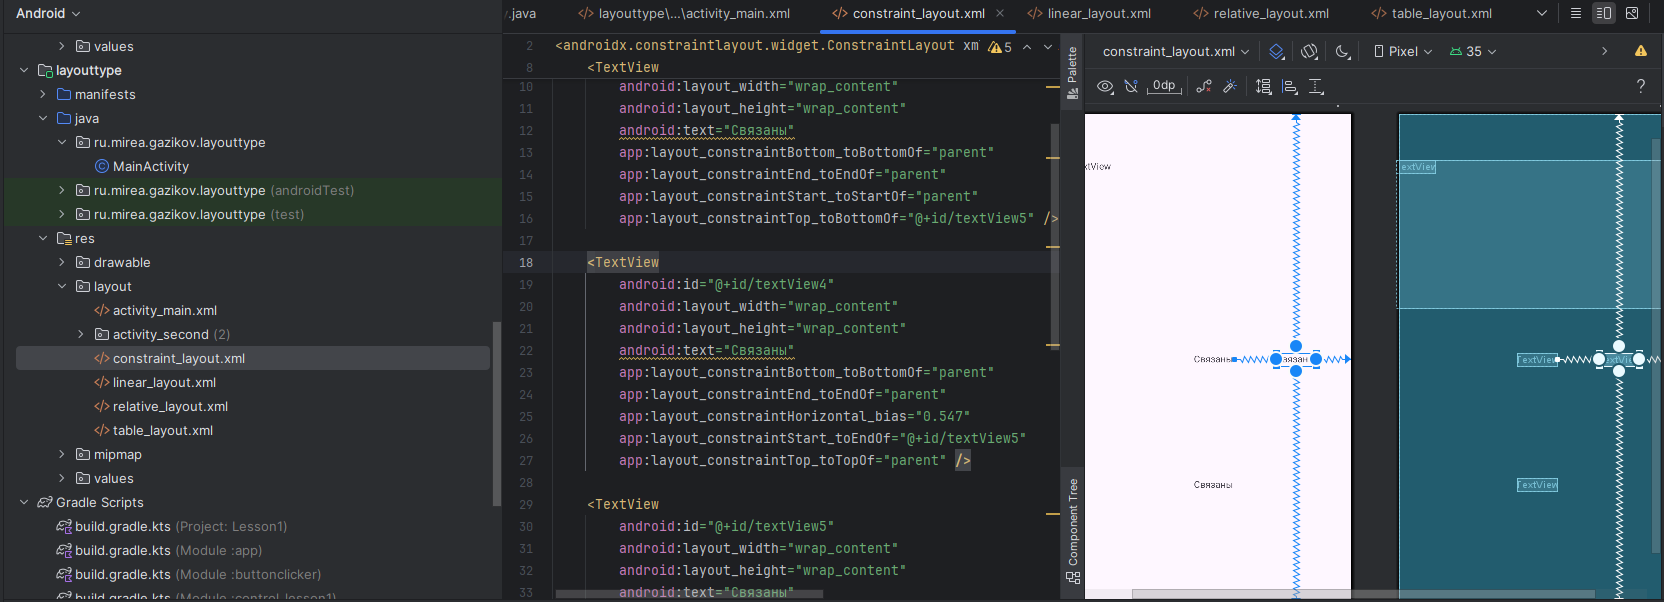 Android
values
layouttype
manifests
java
ru.mirea.gazikov.layouttype
MainActivity
ru.mirea.gazikov.layouttype (androidTest)
ru.mirea.gazikov.layouttype (test)
res
drawable
layout
activity_main.xml
activity_second (2)
constraint_layout.xml
linear_layout.xml
relative_layout.xml
table_layout.xml
mipmap
values
Gradle Scripts
build.gradle.kts (Project: Lesson1)
build.gradle.kts (Module :app)
build.gradle.kts (Module :buttonclicker)
build.gradle.kts (Module :control_lesson1)
.java
layouttype\...\activity_main.xml
constraint_layout.xml
linear_layout.xml
relative_layout.xml
table_layout.xml
2 <androidx.constraintlayout.widget.ConstraintLayout xm 5
8 <TextView
10 android:layout_width="wrap_content"
11 android:layout_height="wrap_content"
12 android:text="Связаны"
13 app:layout_constraintBottom_toBottomOf="parent"
14 app:layout_constraintEnd_toEndOf="parent"
15 app:layout_constraintStart_toStartOf="parent"
16 app:layout_constraintTop_toBottomOf="@+id/textView5" />
17
18 <TextView
19 android:id="@+id/textView4"
20 android:layout_width="wrap_content"
21 android:layout_height="wrap_content"
22 android:text="Связаны"
23 app:layout_constraintBottom_toBottomOf="parent"
24 app:layout_constraintEnd_toEndOf="parent"
25 app:layout_constraintHorizontal_bias="0.547"
26 app:layout_constraintStart_toEndOf="@+id/textView5"
27 app:layout_constraintTop_toTopOf="parent" />
28
29 <TextView
30 android:id="@+id/textView5"
31 android:layout_width="wrap_content"
32 android:layout_height="wrap_content"
33 android:text="Связаны"
Palette
Component Tree
constraint_layout.xml
Pixel
35
0dp
?
xtView
Связаны
Связаны
extView
TextView
TextView